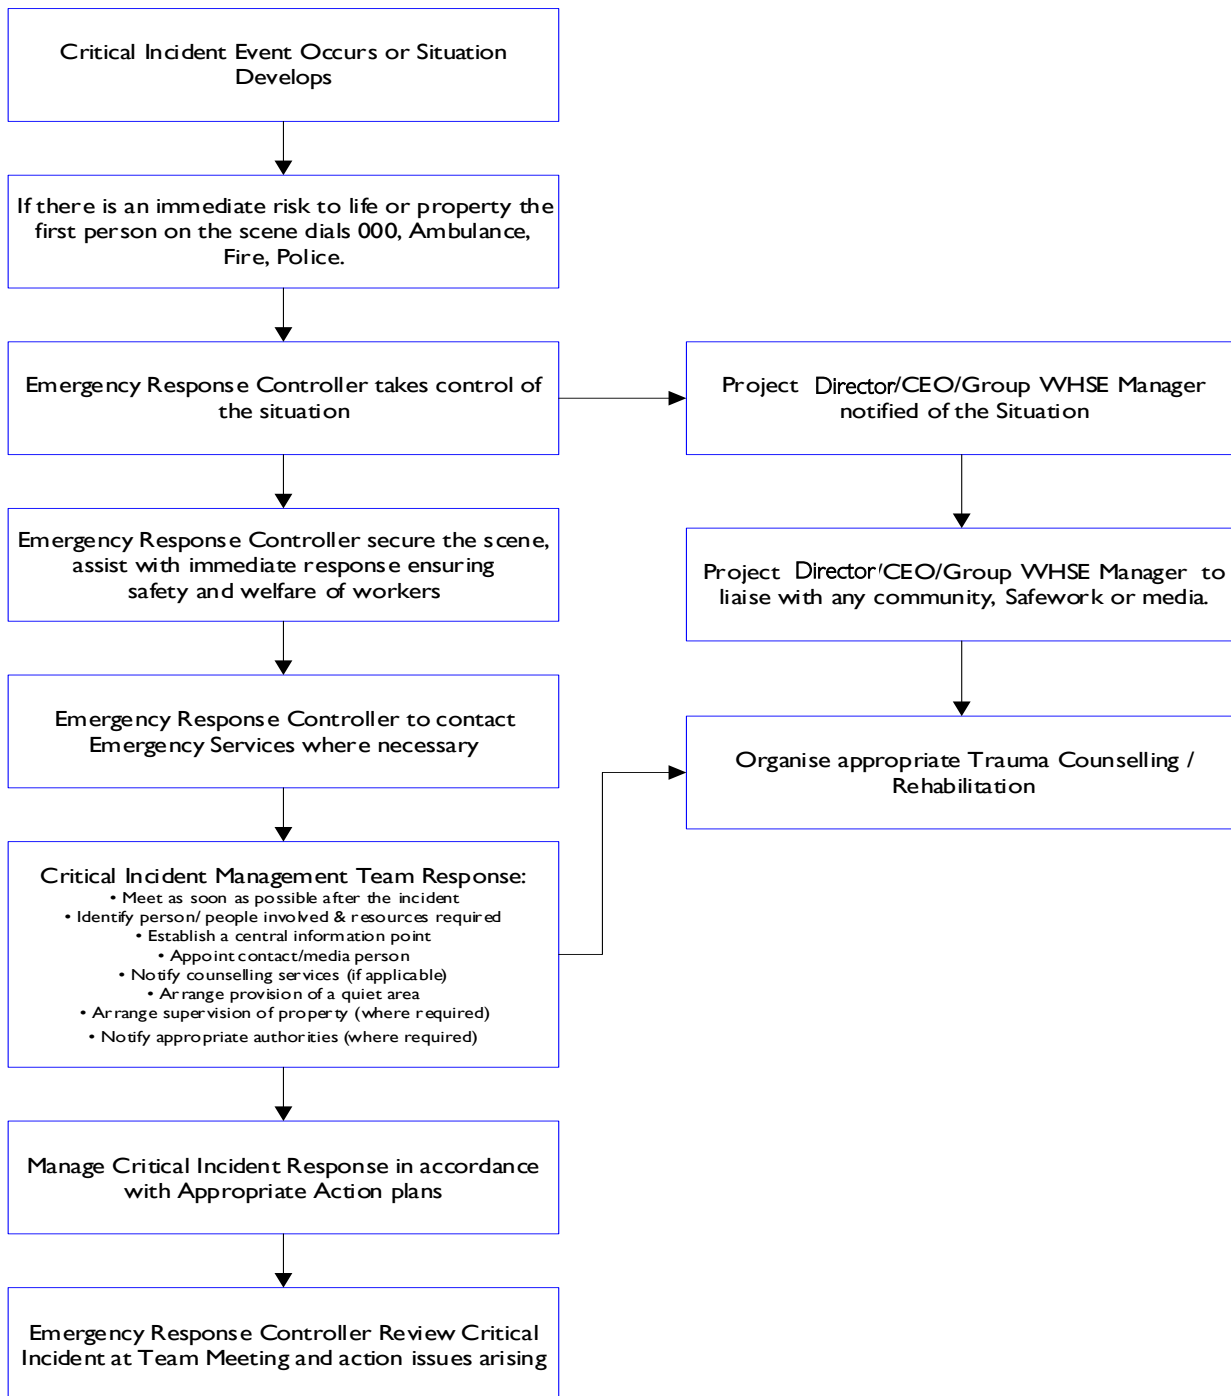 Critical Incident Event Occurs or Situation
Develops
If there is an immediate risk to life or property the
first person on the scene dials 000, Ambulance,
Fire, Police.
Emergency Response Controller takes control of
the situation
Project Director/CEO/Group WHSE Manager
notified of the Situation
Emergency Response Controller secure the scene,
assist with immediate response ensuring
safety and welfare of workers
Project Director/CEO/Group WHSE Manager to
liaise with any community, Safework or media.
Emergency Response Controller to contact
Emergency Services where necessary
Organise appropriate Trauma Counselling /
Rehabilitation
Critical Incident Management Team Response:
• Meet as soon as possible after the incident
• Identify person/ people involved & resources required
• Establish a central information point
• Appoint contact/media person
• Notify counselling services (if applicable)
• Arrange provision of a quiet area
• Arrange supervision of property (where required)
• Notify appropriate authorities (where required)
Manage Critical Incident Response in accordance
with Appropriate Action plans
Emergency Response Controller Review Critical
Incident at Team Meeting and action issues arising